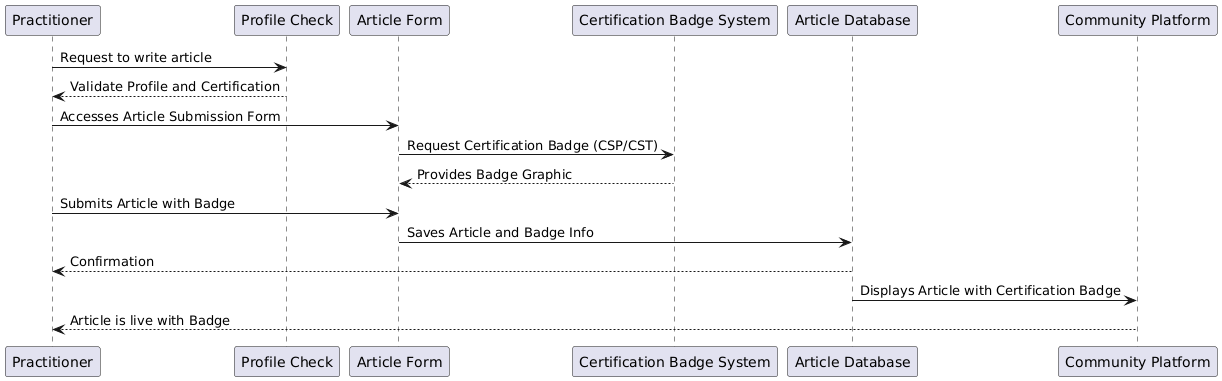 Practitioner
Profile Check
Article Form
Certification Badge System
Article Database
Community Platform
Request to write article
Validate Profile and Certification
Accesses Article Submission Form
Request Certification Badge (CSP/CST)
Provides Badge Graphic
Submits Article with Badge
Saves Article and Badge Info
Confirmation
Displays Article with Certification Badge
Article is live with Badge
Practitioner
Profile Check
Article Form
Certification Badge System
Article Database
Community Platform